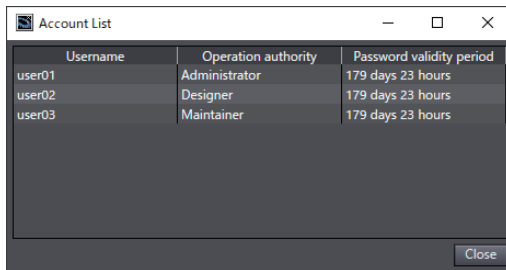 Account List
Username Operation authority Password validity period
user01 Administrator 179 days 23 hours
user02 Designer 179 days 23 hours
user03 Maintainer 179 days 23 hours
Close